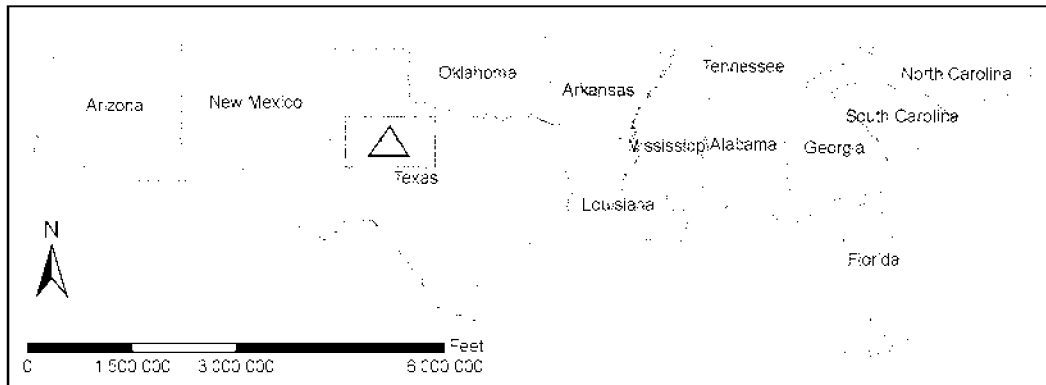 Tennessee
Oklahoma
North Carolina
Arkansas
Arizona
New Mexico
South Carolina
Mississippi
Alabama
Georgia
Texas
Louisiana
N
Florida
Feet
0 1 500 000 3 000 000 6 000 000